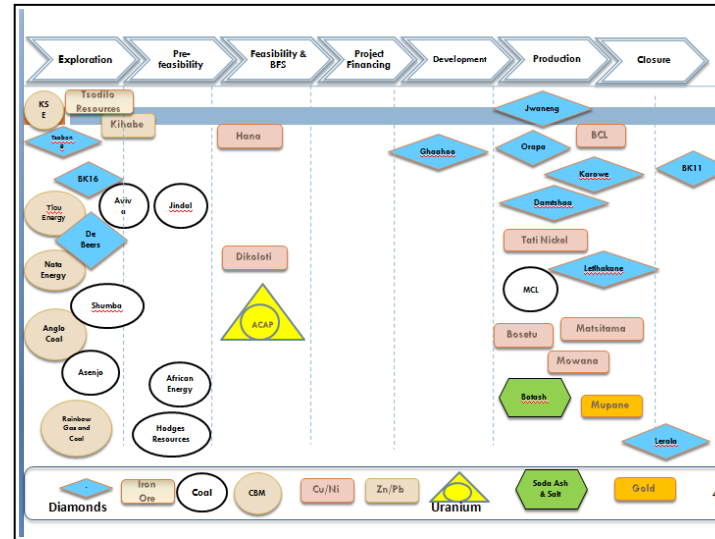 Exploration
Pre-
feasibility
Feasibility &
BFS
Project
Financing
Development
Production
Closure
KS
E
Tsodilo
Resources
Kihabe
Hana
Ghaghoo
Jwaneng
Orapa
BCL
Karowe
BK11
BK16
Aviv
a
Jindal
Damtshaa
Tlou
Energy
De
Beers
Nata
Energy
Dikoloti
Tati Nickel
Letlhakane
MCL
Shumba
ACAP
Anglo
Coal
Bosetu
Matsitama
Mowana
Asenjo
African
Energy
Botash
Mupane
Rainbow
Gas and
Coal
Hodges
Resources
Lerala
Diamonds
Iron
Ore
Coal
CBM
Cu/Ni
Zn/Pb
Uranium
Soda Ash
& Salt
Gold